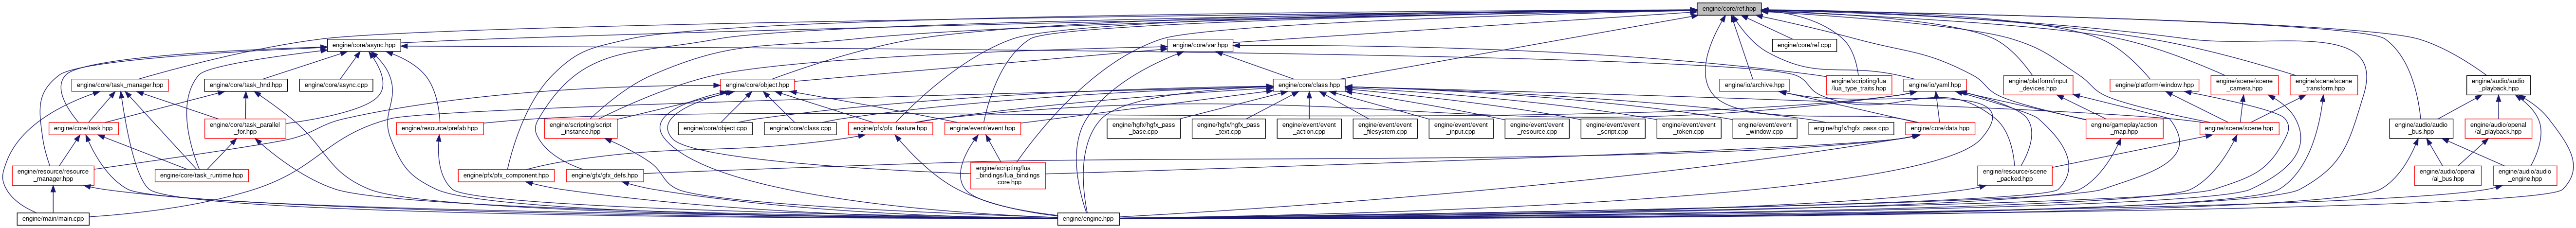 engine/core/ref.hpp
engine/core/async.hpp
engine/core/var.hpp
engine/core/ref.cpp
engine/core/task_manager.hpp
engine/core/task_hnd.hpp
engine/core/async.cpp
engine/core/object.hpp
engine/core/class.hpp
engine/io/archive.hpp
engine/scripting/lua
/lua_type_traits.hpp
engine/io/yaml.hpp
engine/platform/input
_devices.hpp
engine/platform/window.hpp
engine/scene/scene
_camera.hpp
engine/scene/scene
_transform.hpp
engine/audio/audio
_playback.hpp
engine/core/task.hpp
engine/core/task_parallel
_for.hpp
engine/resource/prefab.hpp
engine/scripting/script
_instance.hpp
engine/core/object.cpp
engine/core/class.cpp
engine/pfx/pfx_feature.hpp
engine/event/event.hpp
engine/hgfx/hgfx_pass
_base.cpp
engine/hgfx/hgfx_pass
_text.cpp
engine/event/event
_action.cpp
engine/event/event
_filesystem.cpp
engine/event/event
_input.cpp
engine/event/event
_resource.cpp
engine/event/event
_script.cpp
engine/event/event
_token.cpp
engine/event/event
_window.cpp
engine/hgfx/hgfx_pass.cpp
engine/core/data.hpp
engine/gameplay/action
_map.hpp
engine/scene/scene.hpp
engine/audio/audio
_bus.hpp
engine/audio/openal
/al_playback.hpp
engine/resource/resource
_manager.hpp
engine/core/task_runtime.hpp
engine/pfx/pfx_component.hpp
engine/gfx/gfx_defs.hpp
engine/scripting/lua
_bindings/lua_bindings
_core.hpp
engine/resource/scene
_packed.hpp
engine/audio/openal
/al_bus.hpp
engine/audio/audio
_engine.hpp
engine/main/main.cpp
engine/engine.hpp